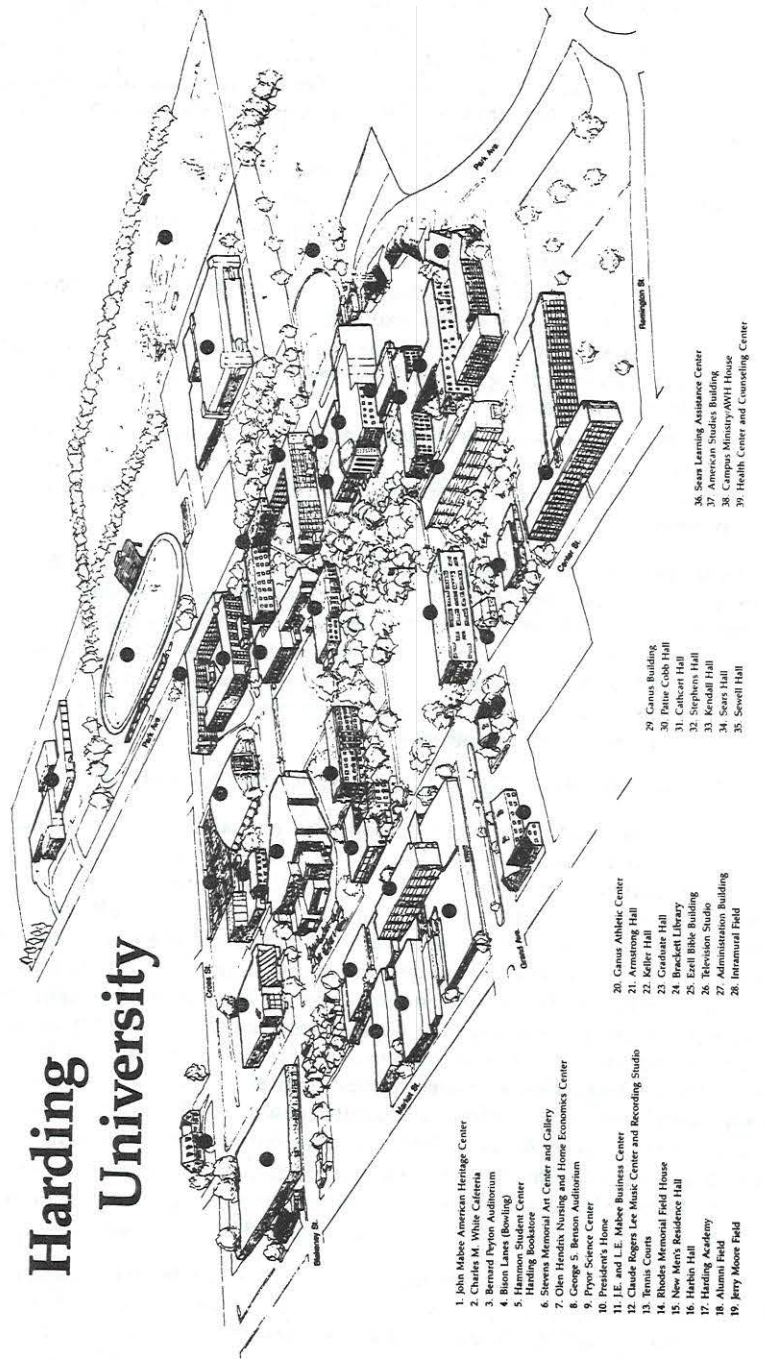 Harding
University
Park Ave.
Remington St.
Center St.
Park Ave.
Cross St.
Grand Ave.
Market St.
Blakeney St.
1. John Mabee American Heritage Center
2. Charles M. White Cafeteria
3. Bernard Peyton Auditorium
4. Bison Lanes (Bowling)
5. Hammon Student Center
Harding Bookstore
6. Stevens Memorial Art Center and Gallery
7. Olen Hendrix Nursing and Home Economics Center
8. George S. Benson Auditorium
9. Pryor Science Center
10. President's Home
11. J.E. and L.E. Mabee Business Center
12. Claude Rogers Lee Music Center and Recording Studio
13. Tennis Courts
14. Rhodes Memorial Field House
15. New Men's Residence Hall
16. Harbin Hall
17. Harding Academy
18. Alumni Field
19. Jerry Moore Field
20. Ganus Athletic Center
21. Armstrong Hall
22. Keller Hall
23. Graduate Hall
24. Brackett Library
25. Ezell Bible Building
26. Television Studio
27. Administration Building
28. Intramural Field
29. Ganus Building
30. Pattie Cobb Hall
31. Cathcart Hall
32. Stephens Hall
33. Kendall Hall
34. Sears Hall
35. Sewell Hall
36. Sears Learning Assistance Center
37. American Studies Building
38. Campus Ministry/AWH House
39. Health Center and Counseling Center